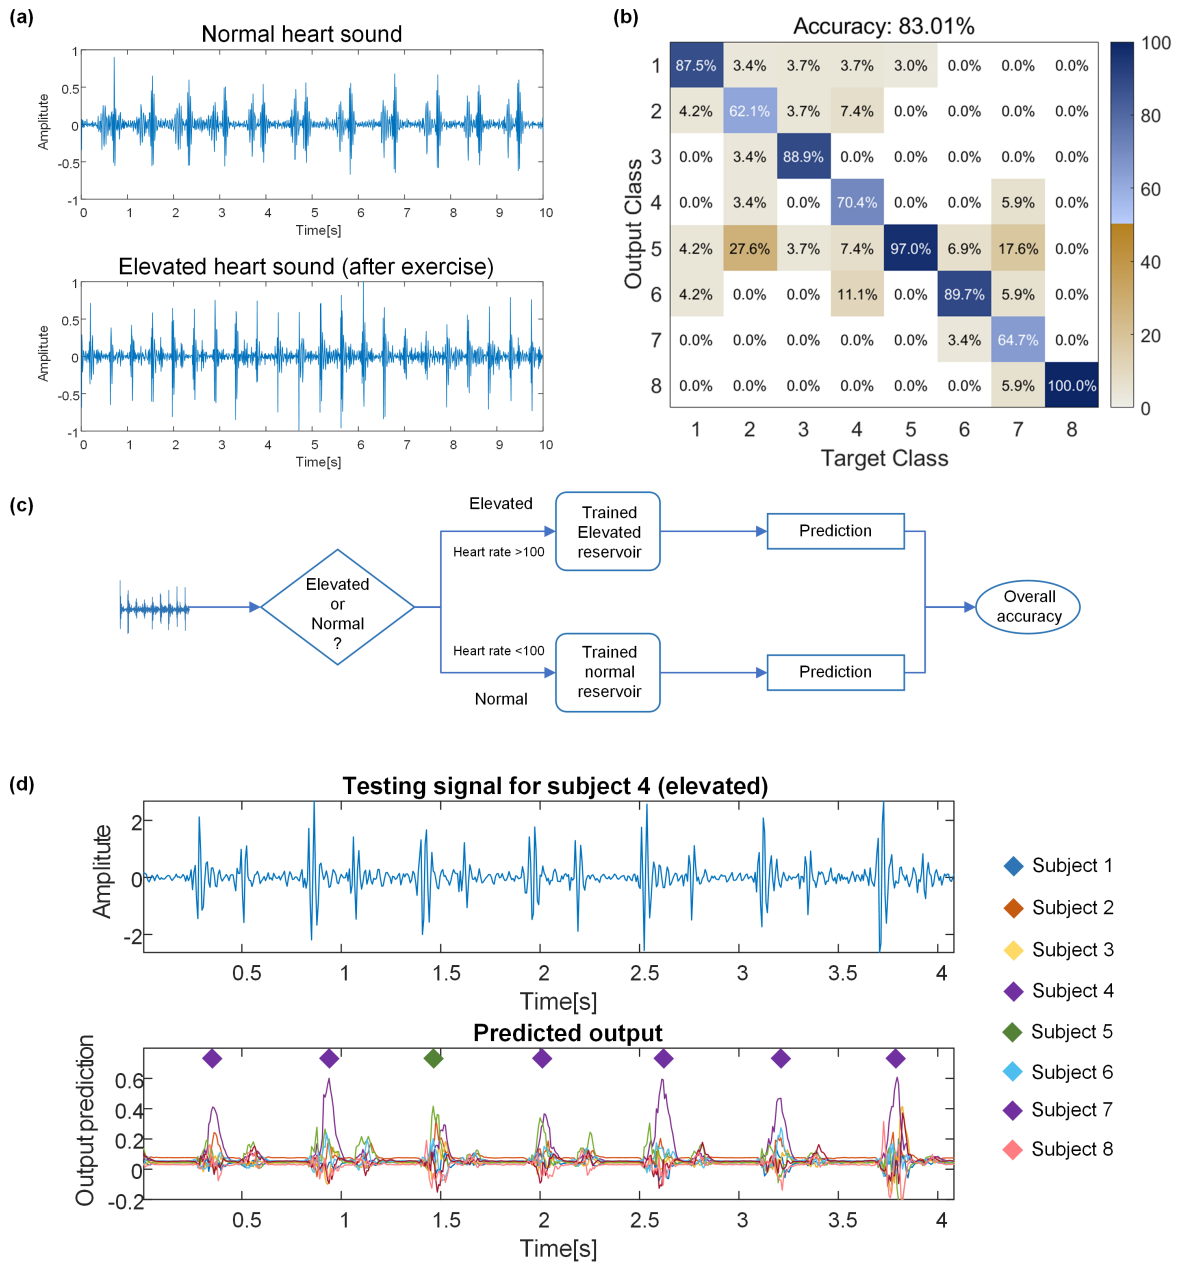 (a)
Normal heart sound
1
0.5
0
-0.5
-1
Amplitute
0 1 2 3 4 5 6 7 8 9 10
Time[s]
Elevated heart sound (after exercise)
1
0.5
0
-0.5
-1
Amplitute
0 1 2 3 4 5 6 7 8 9 10
Time[s]
(b)
Accuracy: 83.01%
Output Class
1 87.5% 3.4% 3.7% 3.7% 3.0% 0.0% 0.0% 0.0%
2 4.2% 62.1% 3.7% 7.4% 0.0% 0.0% 0.0% 0.0%
3 0.0% 3.4% 88.9% 0.0% 0.0% 0.0% 0.0% 0.0%
4 0.0% 3.4% 0.0% 70.4% 0.0% 0.0% 5.9% 0.0%
5 4.2% 27.6% 3.7% 7.4% 97.0% 6.9% 17.6% 0.0%
6 4.2% 0.0% 0.0% 11.1% 0.0% 89.7% 5.9% 0.0%
7 0.0% 0.0% 0.0% 0.0% 0.0% 3.4% 64.7% 0.0%
8 0.0% 0.0% 0.0% 0.0% 0.0% 0.0% 5.9% 100.0%
1 2 3 4 5 6 7 8
Target Class
100
80
60
40
20
0
(c)
Elevated
or
Normal
?
Elevated
Heart rate >100
Heart rate <100
Normal
Trained
Elevated
reservoir
Trained
normal
reservoir
Prediction
Prediction
Overall
accuracy
(d)
Testing signal for subject 4 (elevated)
2
0
-2
Amplitute
0.5 1 1.5 2 2.5 3 3.5 4
Time[s]
Predicted output
0.6
0.4
0.2
0
-0.2
Output prediction
0.5 1 1.5 2 2.5 3 3.5 4
Time[s]
Subject 1
Subject 2
Subject 3
Subject 4
Subject 5
Subject 6
Subject 7
Subject 8